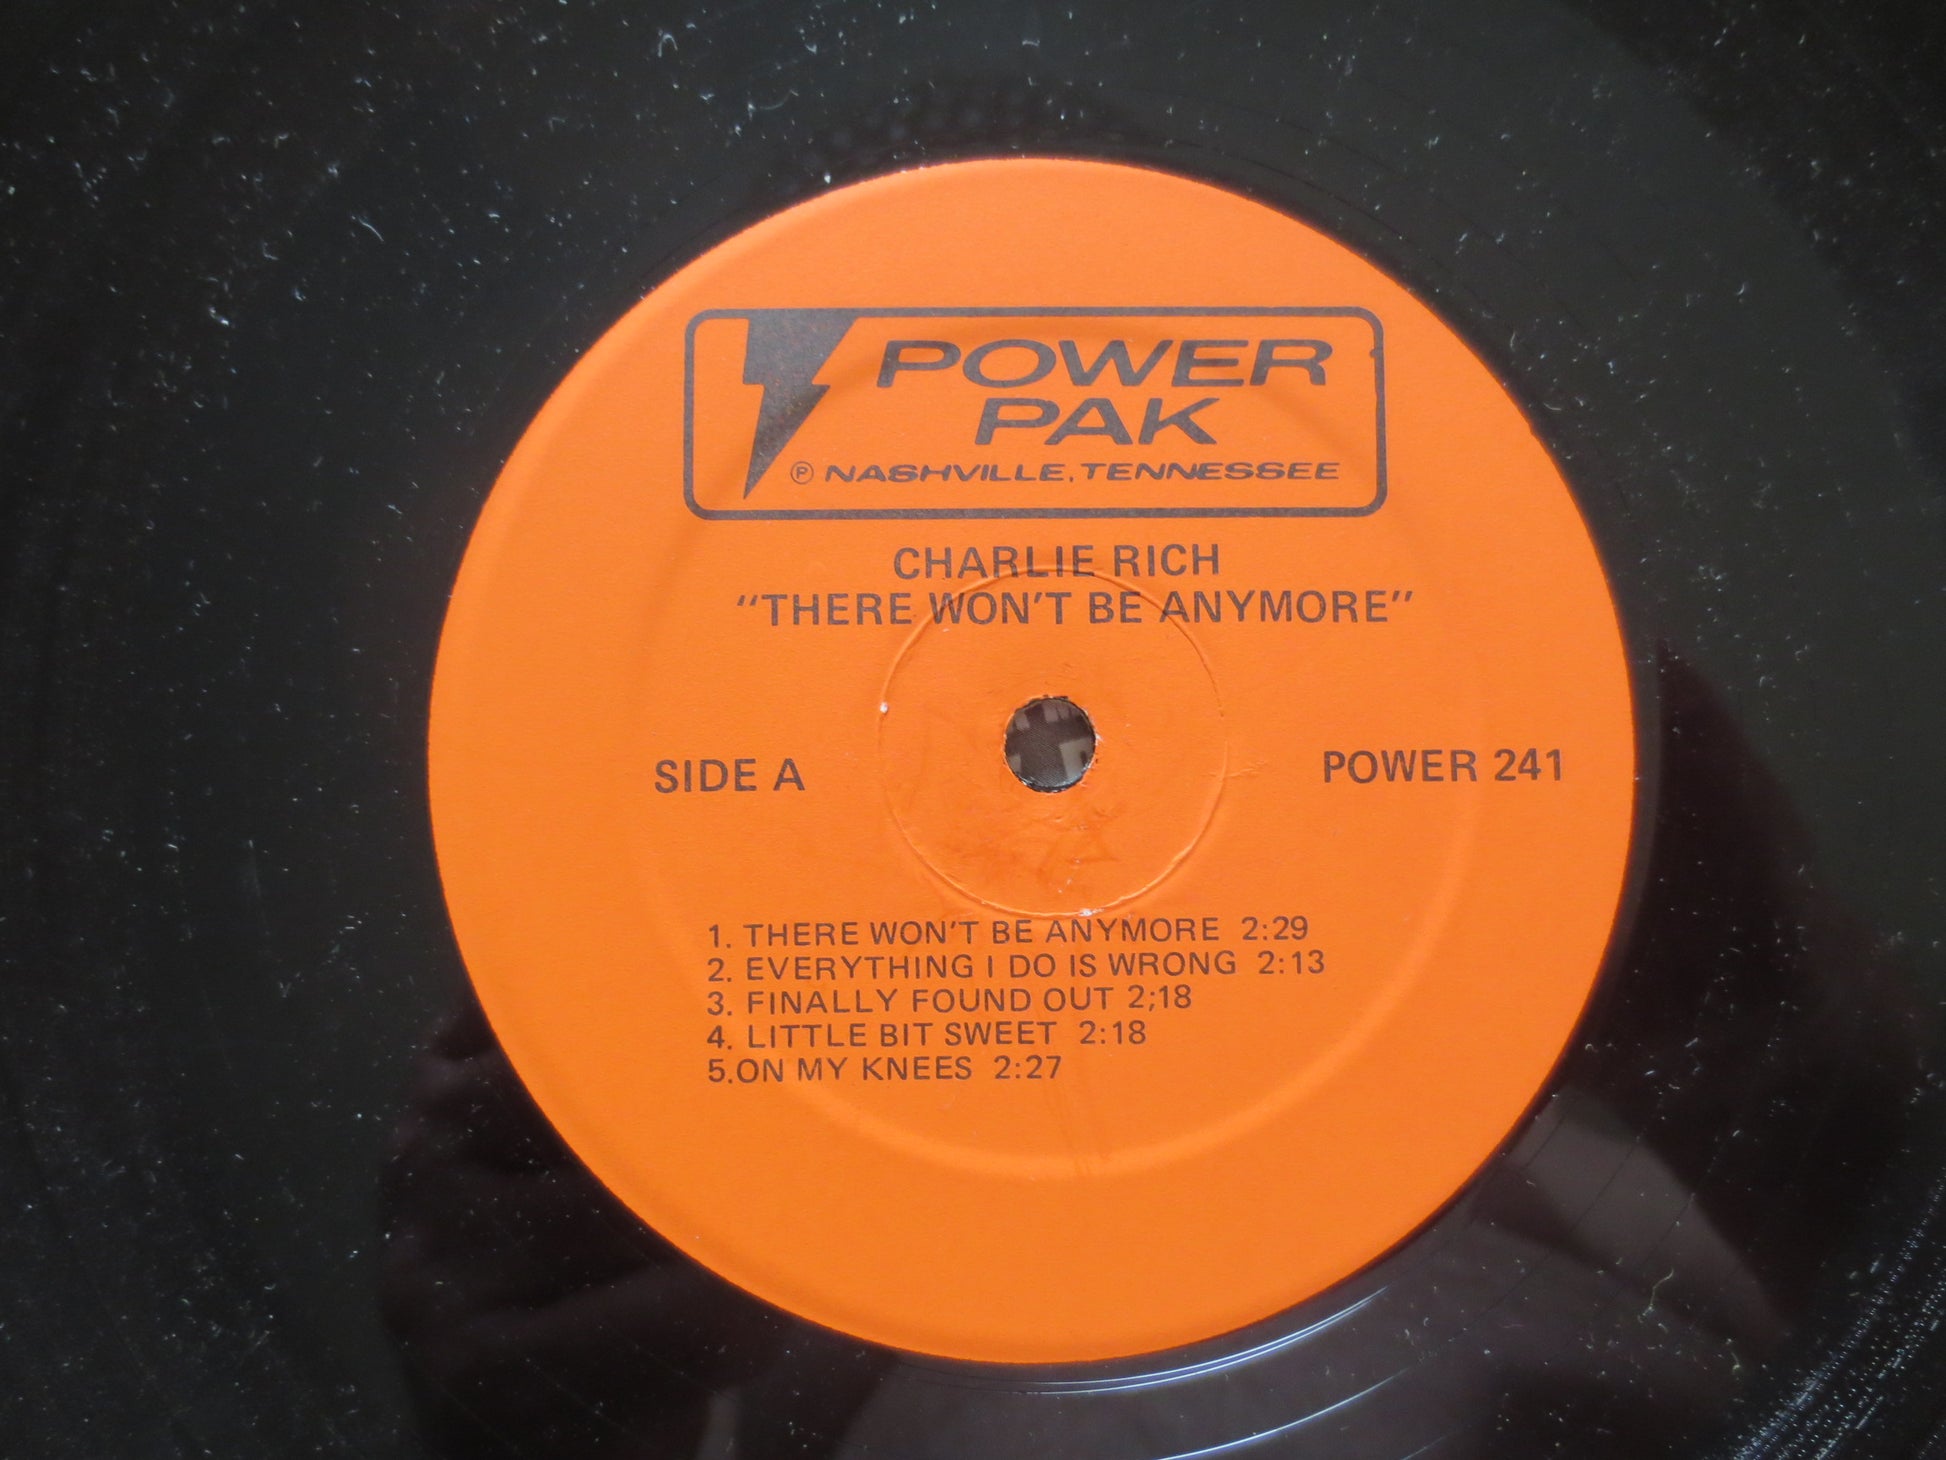 POWER
PAK
℗ NASHVILLE, TENNESSEE
CHARLIE RICH
"THERE WON'T BE ANYMORE"
SIDE A
POWER 241
1. THERE WON'T BE ANYMORE 2:29
2. EVERYTHING I DO IS WRONG 2:13
3. FINALLY FOUND OUT 2;18
4. LITTLE BIT SWEET 2:18
5.ON MY KNEES 2:27